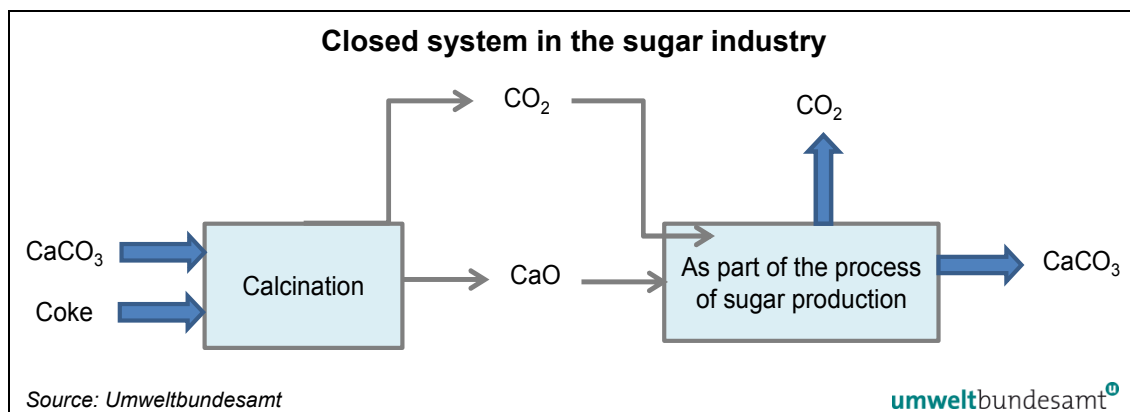 Closed system in the sugar industry
CO₂
CO₂
CaCO₃
Coke
Calcination
CaO
As part of the process
of sugar production
CaCO₃
Source: Umweltbundesamt
umweltbundesamt ᵘ